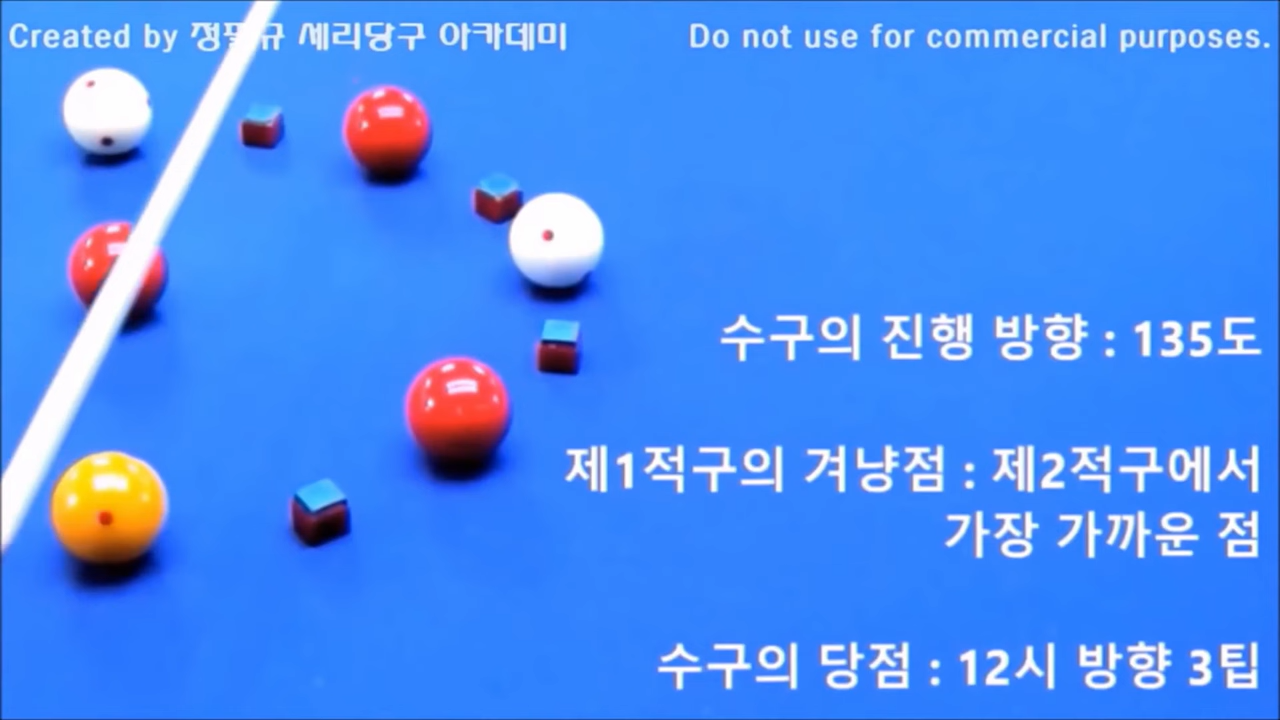 Created by 정필규 세리당구 아카데미
Do not use for commercial purposes.
수구의 진행 방향 : 135도
제1적구의 겨냥점 : 제2적구에서
가장 가까운 점
수구의 당점 : 12시 방향 3팁